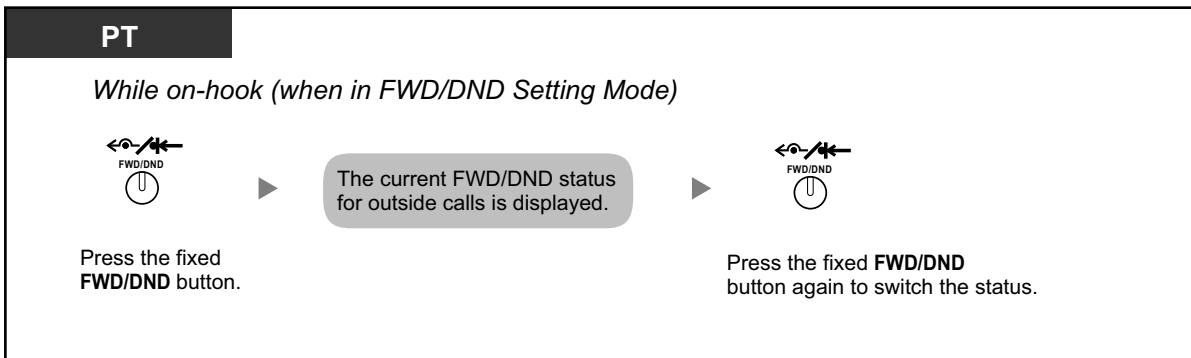 PT
While on-hook (when in FWD/DND Setting Mode)
FWD/DND
The current FWD/DND status
for outside calls is displayed.
FWD/DND
Press the fixed
FWD/DND button.
Press the fixed FWD/DND
button again to switch the status.